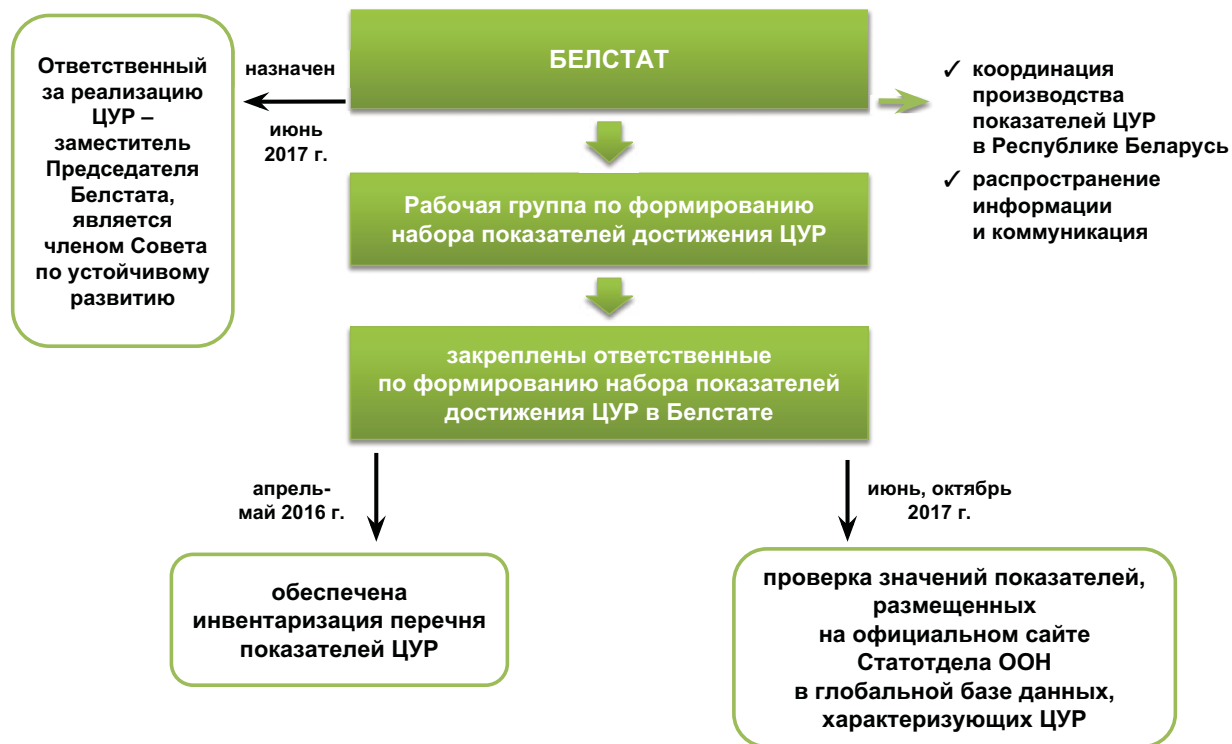 БЕЛСТАТ
Ответственный
за реализацию
ЦУР –
заместитель
Председателя
Белстата,
является
членом Совета
по устойчивому
развитию
назначен
июнь
2017 г.
✓ координация
производства
показателей ЦУР
в Республике Беларусь
✓ распространение
информации
и коммуникация
Рабочая группа по формированию
набора показателей достижения ЦУР
закреплены ответственные
по формированию набора показателей
достижения ЦУР в Белстате
апрель-
май 2016 г.
июнь, октябрь
2017 г.
обеспечена
инвентаризация перечня
показателей ЦУР
проверка значений показателей,
размещенных
на официальном сайте
Статотдела ООН
в глобальной базе данных,
характеризующих ЦУР